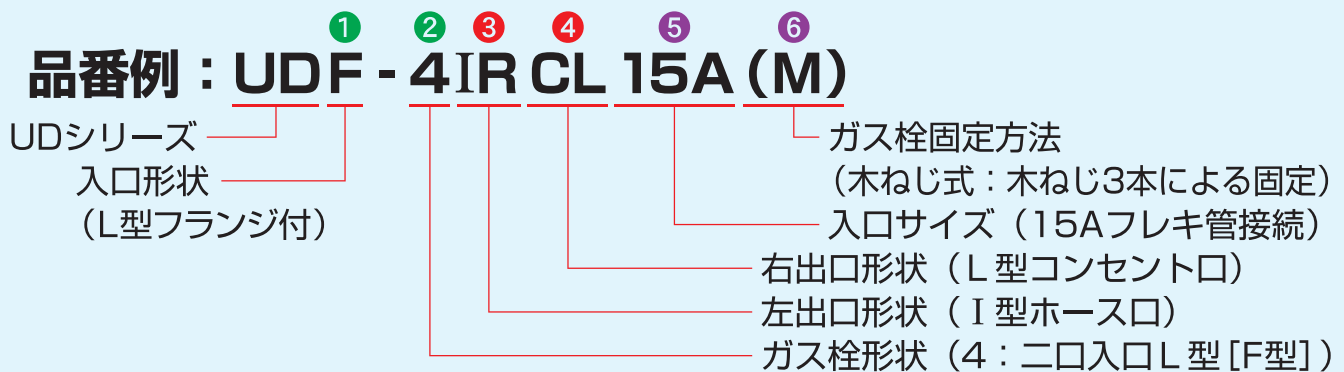 ❶ ❷ ❸ ❹ ❺ ❻
品番例：UDF-4IRCL15A(M)
UDシリーズ
ガス栓固定方法
入口形状
（木ねじ式：木ねじ3本による固定）
（L型フランジ付）
入口サイズ（15Aフレキ管接続）
右出口形状（L型コンセント口）
左出口形状（I型ホース口）
ガス栓形状（4：二口入口L型[F型]）